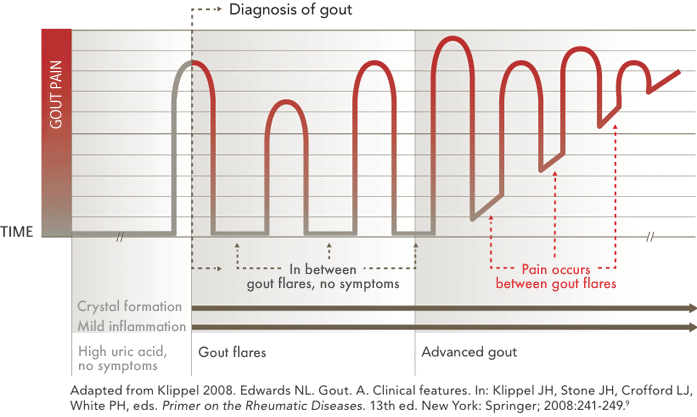 Diagnosis of gout
GOUT PAIN
TIME
//
//
In between
gout flares, no symptoms
Pain occurs
between gout flares
Crystal formation
Mild inflammation
High uric acid,
no symptoms
Gout flares
Advanced gout
Adapted from Klippel 2008. Edwards NL. Gout. A. Clinical features. In: Klippel JH, Stone JH, Crofford LJ,
White PH, eds. Primer on the Rheumatic Diseases. 13th ed. New York: Springer; 2008:241-249.⁹